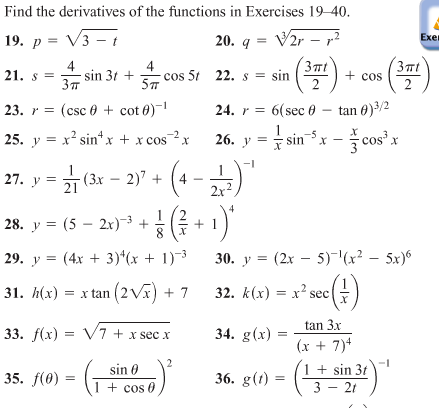 Find the derivatives of the functions in Exercises 19–40.
19. p = √(3 − t) 20. q = ∛(2r − r²)
21. s = 4/(3π) sin 3t + 4/(5π) cos 5t 22. s = sin (3πt/2) + cos (3πt/2)
23. r = (csc θ + cot θ)⁻¹ 24. r = 6(sec θ − tan θ)³ᐟ²
25. y = x² sin⁴ x + x cos⁻² x 26. y = 1/x sin⁻⁵ x − x/3 cos³ x
27. y = 1/21 (3x − 2)⁷ + (4 − 1/(2x²))⁻¹
28. y = (5 − 2x)⁻³ + 1/8 (2/x + 1)⁴
29. y = (4x + 3)⁴(x + 1)⁻³ 30. y = (2x − 5)⁻¹(x² − 5x)⁶
31. h(x) = x tan (2√x) + 7 32. k(x) = x² sec (1/x)
33. f(x) = √(7 + x sec x) 34. g(x) = tan 3x/(x + 7)⁴
35. f(θ) = (sin θ/(1 + cos θ))² 36. g(t) = ((1 + sin 3t)/(3 − 2t))⁻¹